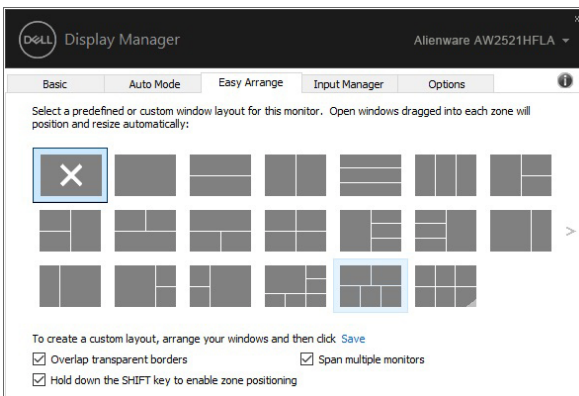 DELL Display Manager Alienware AW2521HFLA
Basic Auto Mode Easy Arrange Input Manager Options
Select a predefined or custom window layout for this monitor. Open windows dragged into each zone will
position and resize automatically:
To create a custom layout, arrange your windows and then click Save
Overlap transparent borders Span multiple monitors
Hold down the SHIFT key to enable zone positioning